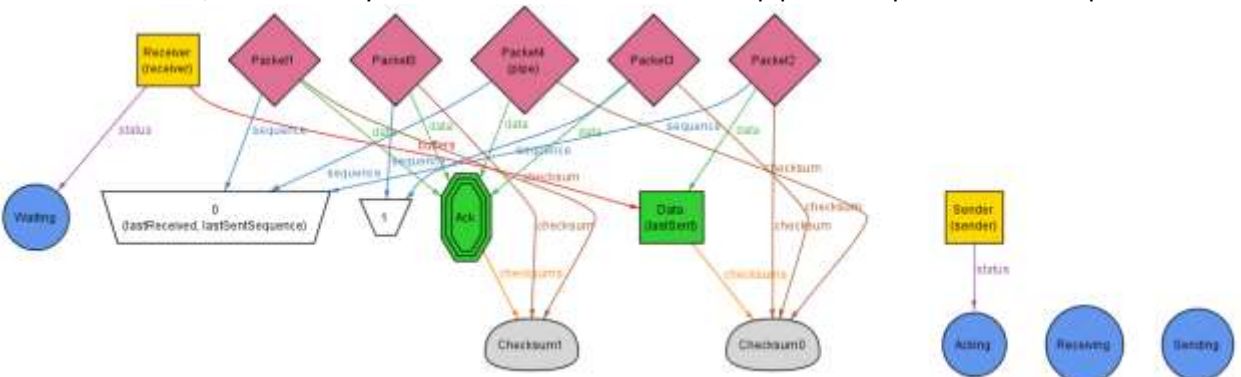 Receiver
(receiver)
Packet1
Packet0
Packet4
(pipe)
Packet3
Packet2
status
sequence
data
data
data
data
sequence
data
buffers
sequence
sequence
sequence
checksum
checksum
Waiting
0
(lastReceived, lastSentSequence)
1
Ack
Data
(lastSent)
checksum
checksum
checksum
Sender
(sender)
checksums
checksums
status
Checksum1
Checksum0
Acking
Receiving
Sending